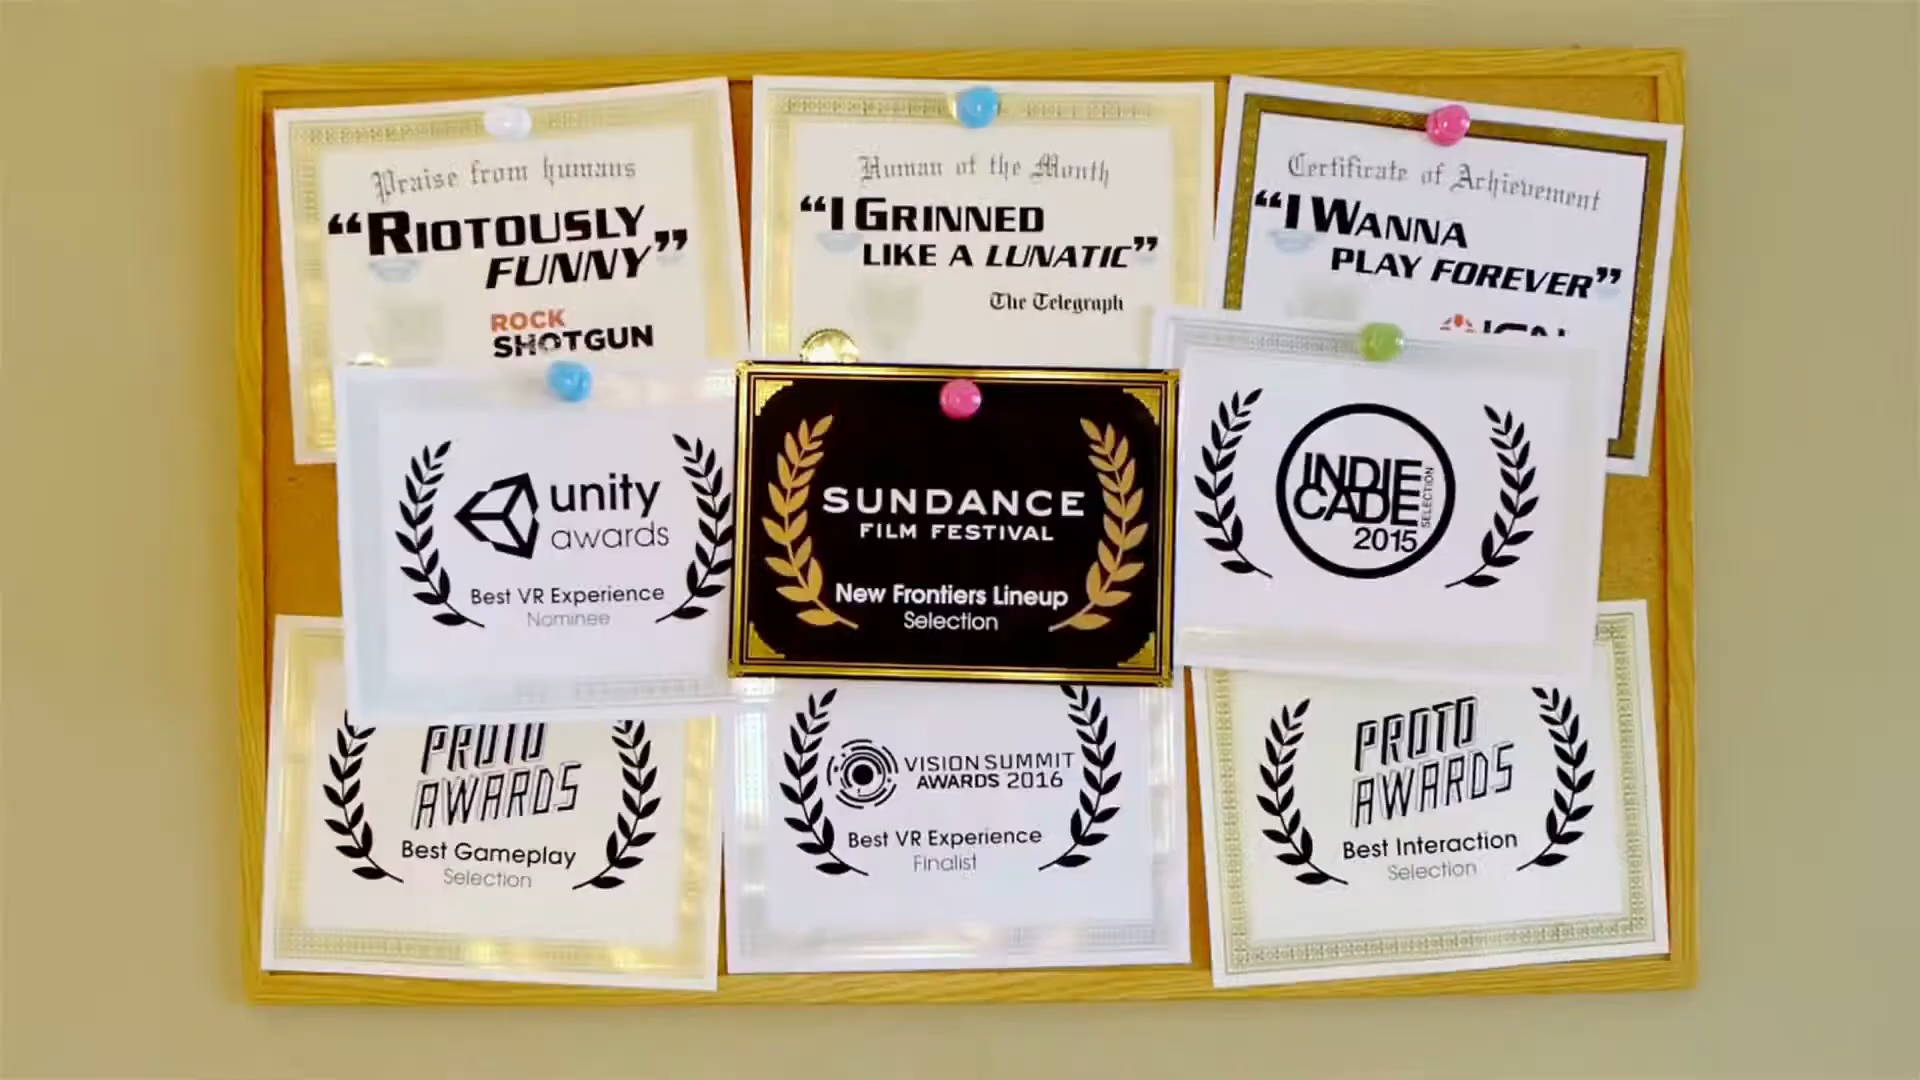 Praise from humans
“RIOTOUSLY
FUNNY”
ROCK
SHOTGUN
Human of the Month
“I GRINNED
LIKE A LUNATIC”
The Telegraph
Certificate of Achievement
“I WANNA
PLAY FOREVER”
IGN
unity
awards
Best VR Experience
Nominee
SUNDANCE
FILM FESTIVAL
New Frontiers Lineup
Selection
INDIE
CADE
SELECTION
2015
PROTO
AWARDS
Best Gameplay
Selection
VISION SUMMIT
AWARDS 2016
Best VR Experience
Finalist
PROTO
AWARDS
Best Interaction
Selection